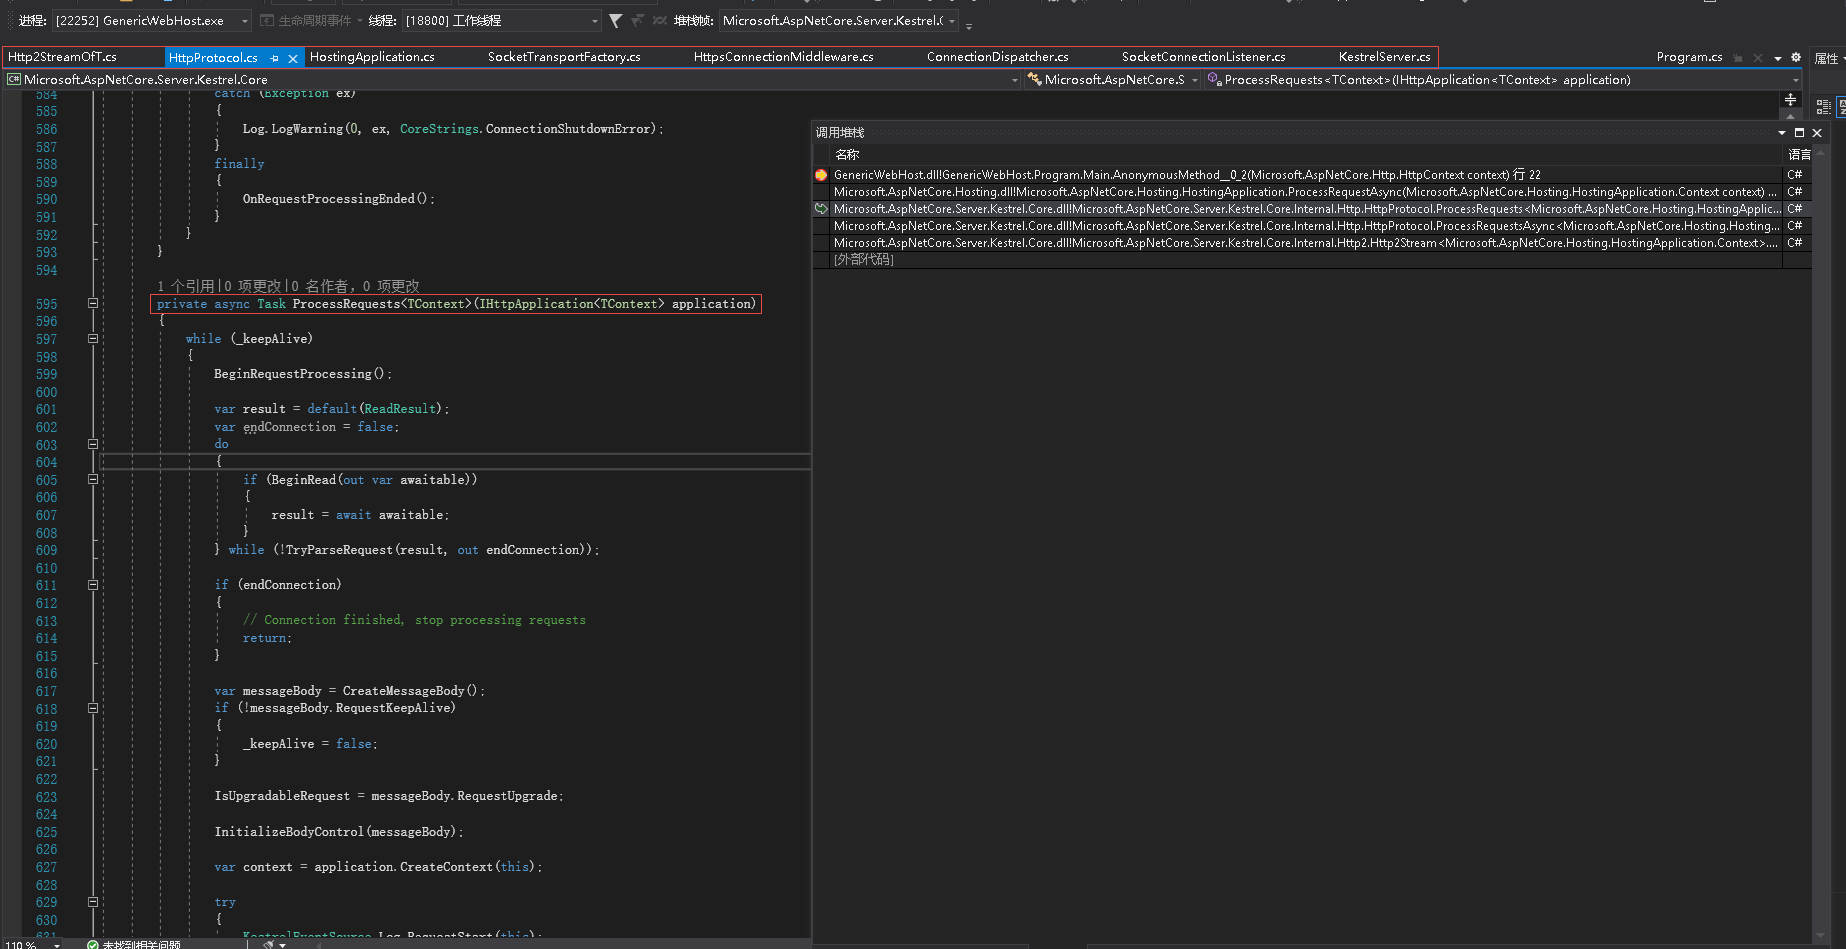 进程: [22252] GenericWebHost.exe 生命周期事件 线程: [18800] 工作线程 堆栈帧: Microsoft.AspNetCore.Server.Kestrel.(
Http2StreamOfT.cs HttpProtocol.cs HostingApplication.cs SocketTransportFactory.cs HttpsConnectionMiddleware.cs ConnectionDispatcher.cs SocketConnectionListener.cs KestrelServer.cs Program.cs 属性
C# Microsoft.AspNetCore.Server.Kestrel.Core Microsoft.AspNetCore.S ProcessRequests<TContext>(IHttpApplication<TContext> application)
584 catch (Exception ex)
585 {
586 Log.LogWarning(0, ex, CoreStrings.ConnectionShutdownError);
587 }
588 finally
589 {
590 OnRequestProcessingEnded();
591 }
592 }
593 }
594
1 个引用|0 项更改|0 名作者, 0 项更改
595 private async Task ProcessRequests<TContext>(IHttpApplication<TContext> application)
596 {
597 while (_keepAlive)
598 {
599 BeginRequestProcessing();
600
601 var result = default(ReadResult);
602 var endConnection = false;
603 do
604 {
605 if (BeginRead(out var awaitable))
606 {
607 result = await awaitable;
608 }
609 } while (!TryParseRequest(result, out endConnection));
610
611 if (endConnection)
612 {
613 // Connection finished, stop processing requests
614 return;
615 }
616
617 var messageBody = CreateMessageBody();
618 if (!messageBody.RequestKeepAlive)
619 {
620 _keepAlive = false;
621 }
622
623 IsUpgradableRequest = messageBody.RequestUpgrade;
624
625 InitializeBodyControl(messageBody);
626
627 var context = application.CreateContext(this);
628
629 try
630 {
631 KestrelEventSource.Log.RequestStart(this);
110 % 未找到相关问题
调用堆栈
名称 语言
GenericWebHost.dll!GenericWebHost.Program.Main.AnonymousMethod__0_2(Microsoft.AspNetCore.Http.HttpContext context) 行 22 C#
Microsoft.AspNetCore.Hosting.dll!Microsoft.AspNetCore.Hosting.HostingApplication.ProcessRequestAsync(Microsoft.AspNetCore.Hosting.HostingApplication.Context context) ... C#
Microsoft.AspNetCore.Server.Kestrel.Core.dll!Microsoft.AspNetCore.Server.Kestrel.Core.Internal.Http.HttpProtocol.ProcessRequests<Microsoft.AspNetCore.Hosting.HostingApplic... C#
Microsoft.AspNetCore.Server.Kestrel.Core.dll!Microsoft.AspNetCore.Server.Kestrel.Core.Internal.Http.HttpProtocol.ProcessRequestsAsync<Microsoft.AspNetCore.Hosting.Hosting... C#
Microsoft.AspNetCore.Server.Kestrel.Core.dll!Microsoft.AspNetCore.Server.Kestrel.Core.Internal.Http2.Http2Stream<Microsoft.AspNetCore.Hosting.HostingApplication.Context>.... C#
[外部代码]